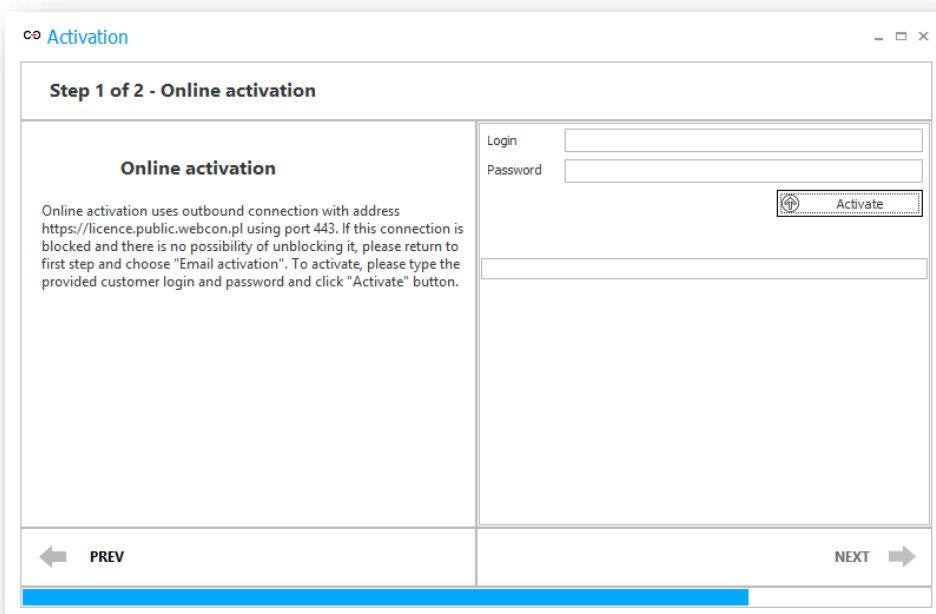 Activation
Step 1 of 2 - Online activation
Online activation
Online activation uses outbound connection with address
https://licence.public.webcon.pl using port 443. If this connection is
blocked and there is no possibility of unblocking it, please return to
first step and choose "Email activation". To activate, please type the
provided customer login and password and click "Activate" button.
Login
Password
Activate
PREV
NEXT